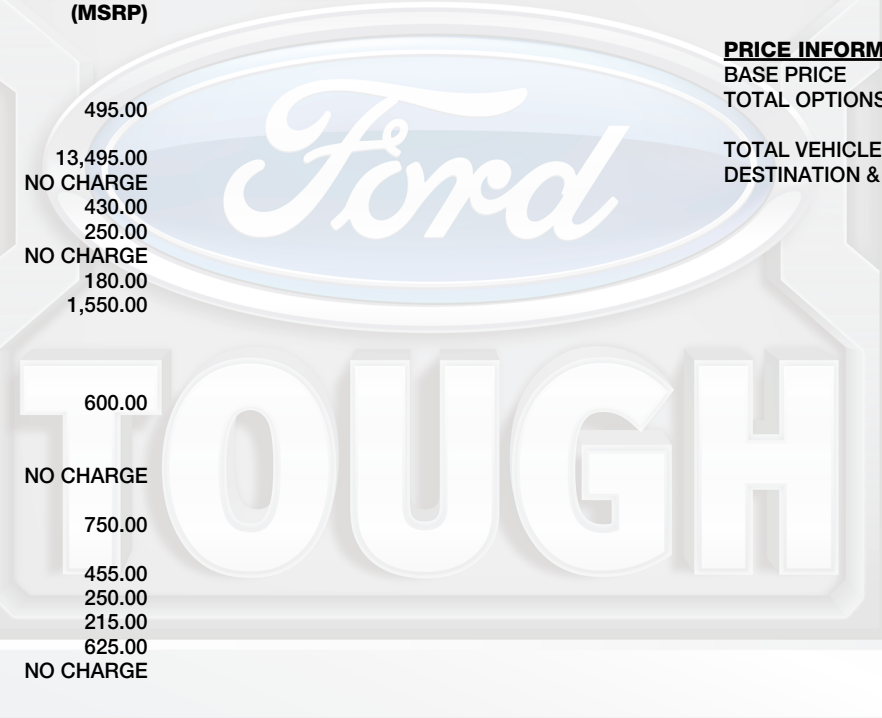 (MSRP)
495.00
13,495.00
NO CHARGE
430.00
250.00
NO CHARGE
180.00
1,550.00
600.00
NO CHARGE
750.00
455.00
250.00
215.00
625.00
NO CHARGE
PRICE INFORM
BASE PRICE
TOTAL OPTIONS
TOTAL VEHICLE
DESTINATION &
Ford
TOUGH